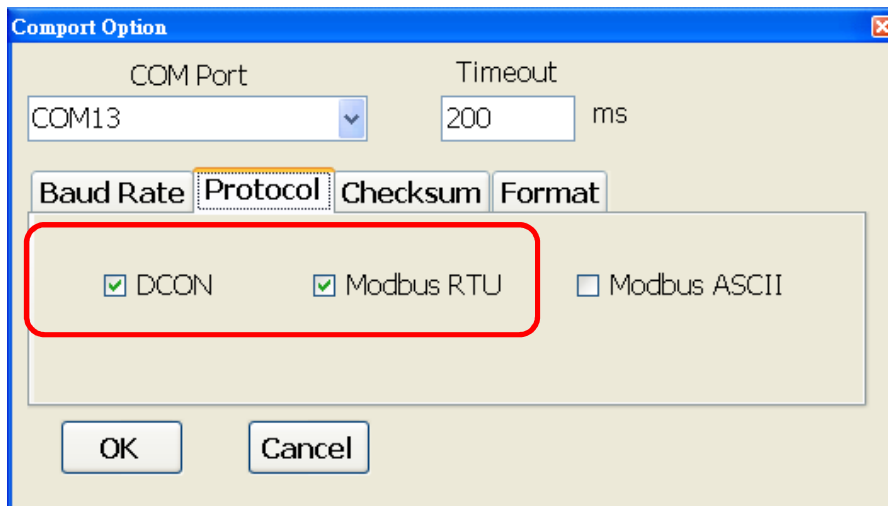 Comport Option
COM Port Timeout
COM13 200 ms
Baud Rate Protocol Checksum Format
DCON Modbus RTU Modbus ASCII
OK Cancel